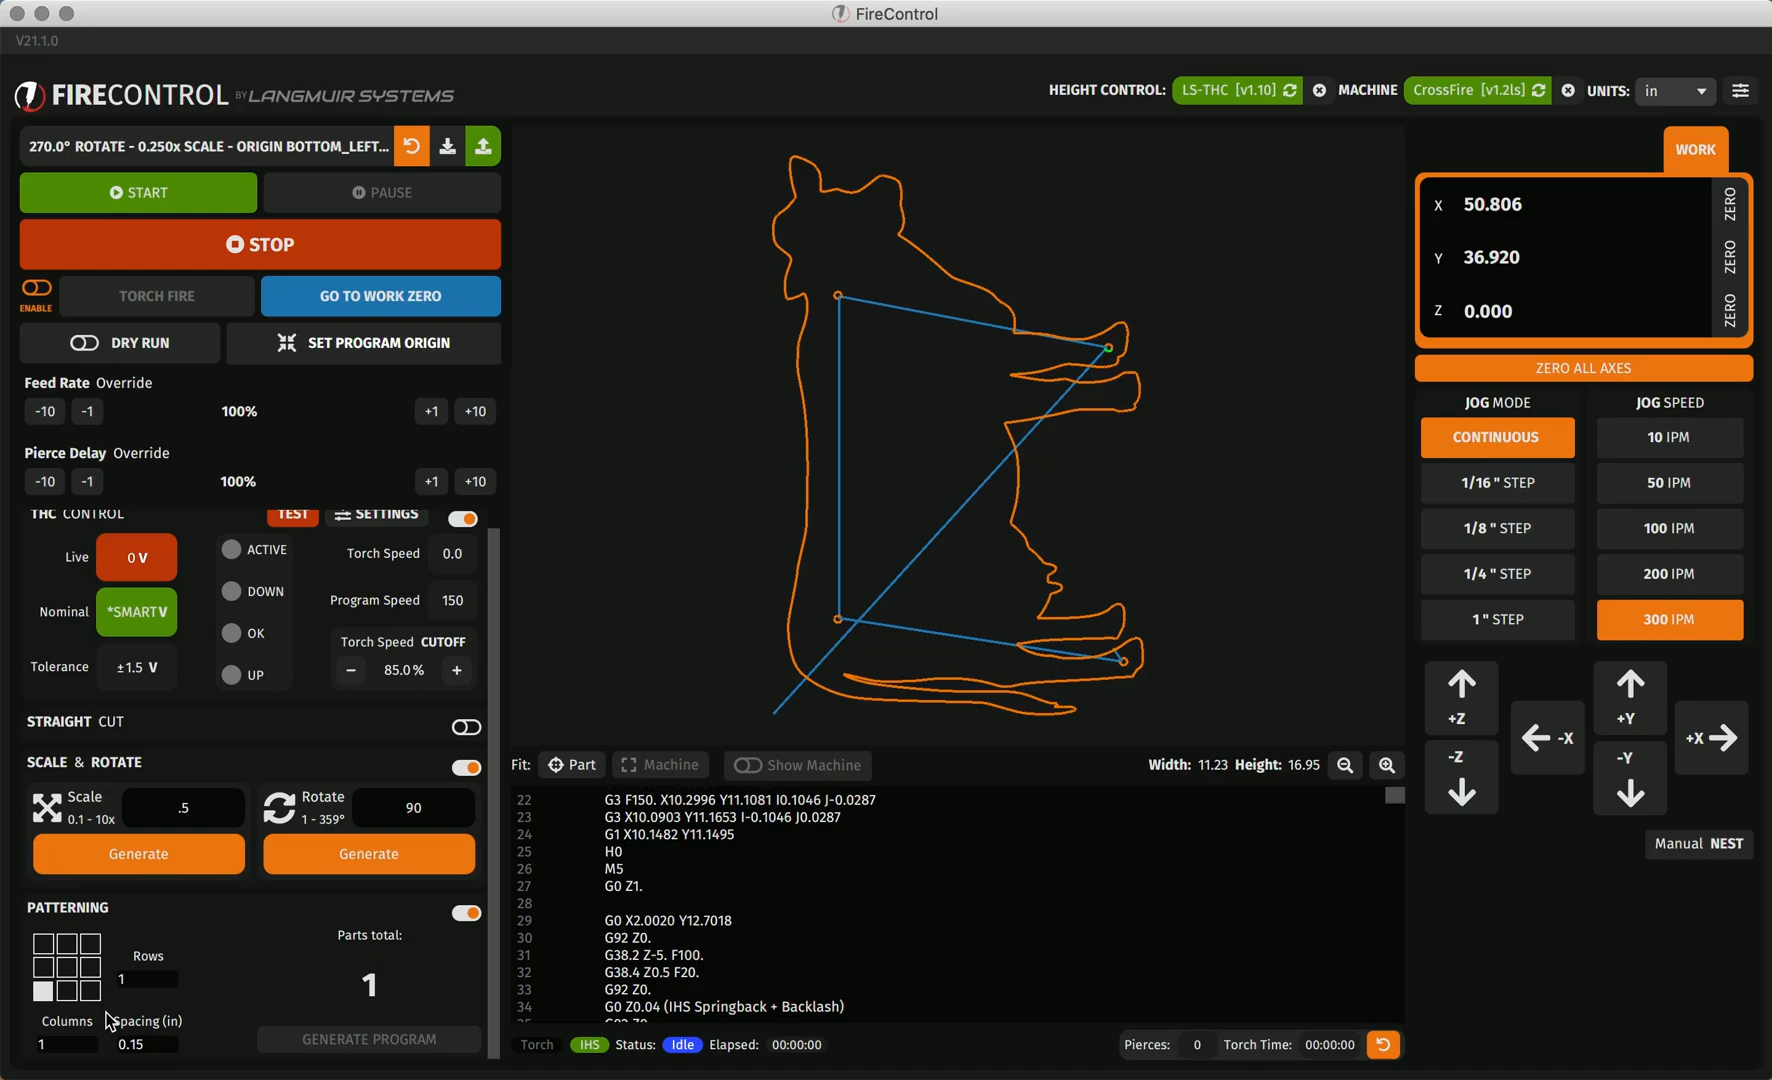 FireControl
V21.1.0
FIRECONTROL BY LANGMUIR SYSTEMS
HEIGHT CONTROL: LS-THC [v1.10] MACHINE CrossFire [v1.2ls] UNITS: in
270.0° ROTATE - 0.250x SCALE - ORIGIN BOTTOM_LEFT...
START PAUSE
STOP
ENABLE TORCH FIRE GO TO WORK ZERO
DRY RUN SET PROGRAM ORIGIN
Feed Rate Override
-10 -1 100% +1 +10
Pierce Delay Override
-10 -1 100% +1 +10
THC CONTROL TEST SETTINGS
Live 0 V ACTIVE Torch Speed 0.0
DOWN
Nominal *SMART V Program Speed 150
OK Torch Speed CUTOFF
Tolerance ±1.5 V UP − 85.0 % +
STRAIGHT CUT
SCALE & ROTATE
Scale 0.1 - 10x .5 Rotate 1 - 359° 90
Generate Generate
PATTERNING
Parts total:
Rows
1
1
Columns Spacing (in)
1 0.15 GENERATE PROGRAM
Fit: Part Machine Show Machine Width: 11.23 Height: 16.95
22 G3 F150. X10.2996 Y11.1081 I0.1046 J-0.0287
23 G3 X10.0903 Y11.1653 I-0.1046 J0.0287
24 G1 X10.1482 Y11.1495
25 H0
26 M5
27 G0 Z1.
28
29 G0 X2.0020 Y12.7018
30 G92 Z0.
31 G38.2 Z-5. F100.
32 G38.4 Z0.5 F20.
33 G92 Z0.
34 G0 Z0.04 (IHS Springback + Backlash)
35 G92 Z0.
Torch IHS Status: Idle Elapsed: 00:00:00 Pierces: 0 Torch Time: 00:00:00
WORK
X 50.806 ZERO
Y 36.920 ZERO
Z 0.000 ZERO
ZERO ALL AXES
JOG MODE JOG SPEED
CONTINUOUS 10 IPM
1/16 " STEP 50 IPM
1/8 " STEP 100 IPM
1/4 " STEP 200 IPM
1 " STEP 300 IPM
+Z +Y
-X +X
-Z -Y
Manual NEST